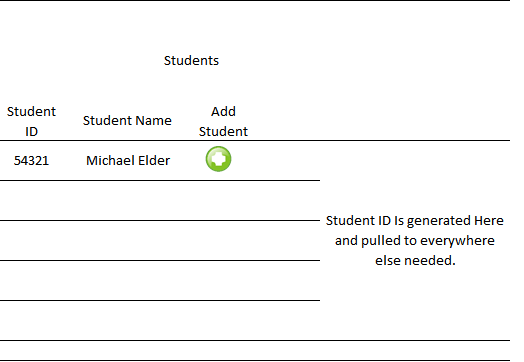 Students
Student ID
Student Name
Add Student
54321
Michael Elder
Student ID Is generated Here
and pulled to everywhere
else needed.